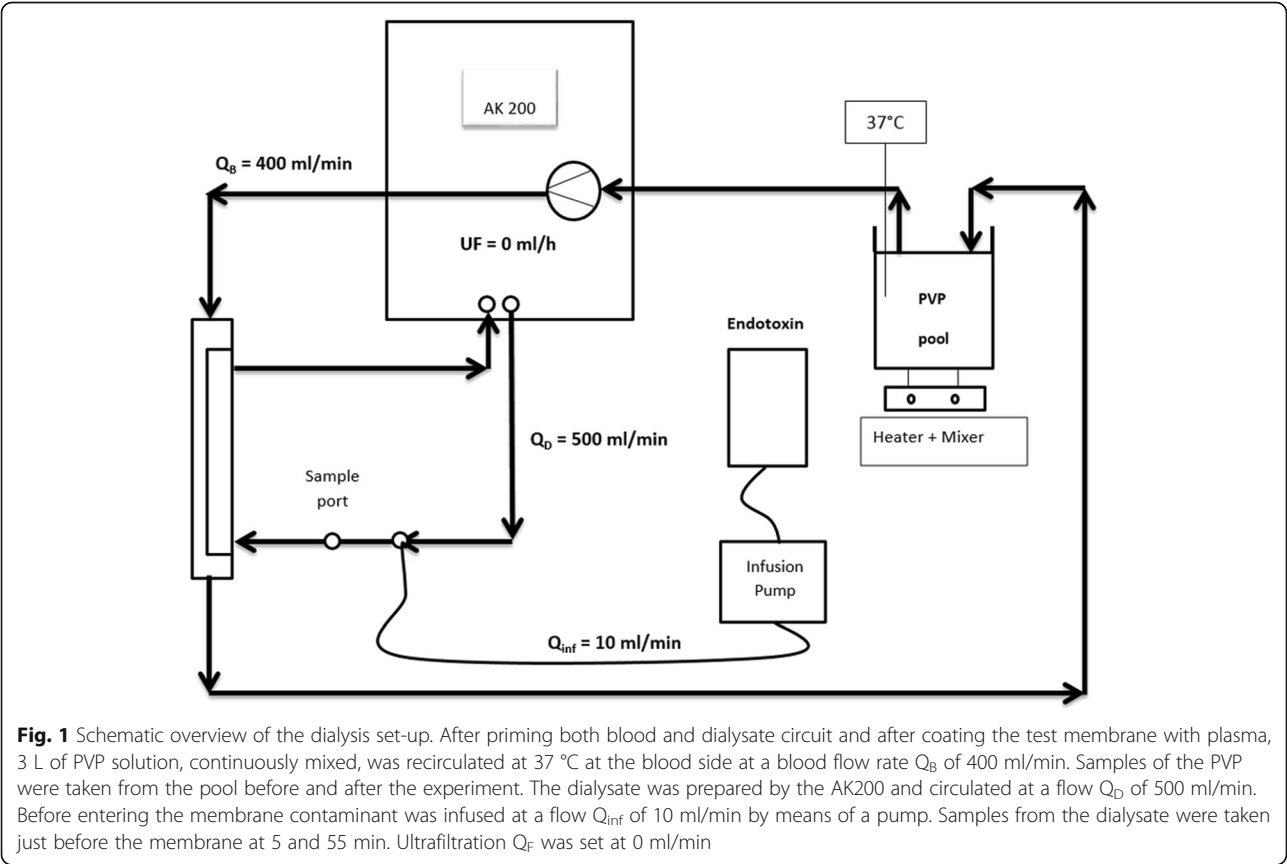 AK 200
37°C
Q_B = 400 ml/min
UF = 0 ml/h
PVP
pool
Endotoxin
Heater + Mixer
Q_D = 500 ml/min
Sample
port
Infusion
Pump
Q_inf = 10 ml/min
Fig. 1 Schematic overview of the dialysis set-up. After priming both blood and dialysate circuit and after coating the test membrane with plasma,
3 L of PVP solution, continuously mixed, was recirculated at 37 °C at the blood side at a blood flow rate Q_B of 400 ml/min. Samples of the PVP
were taken from the pool before and after the experiment. The dialysate was prepared by the AK200 and circulated at a flow Q_D of 500 ml/min.
Before entering the membrane contaminant was infused at a flow Q_inf of 10 ml/min by means of a pump. Samples from the dialysate were taken
just before the membrane at 5 and 55 min. Ultrafiltration Q_F was set at 0 ml/min